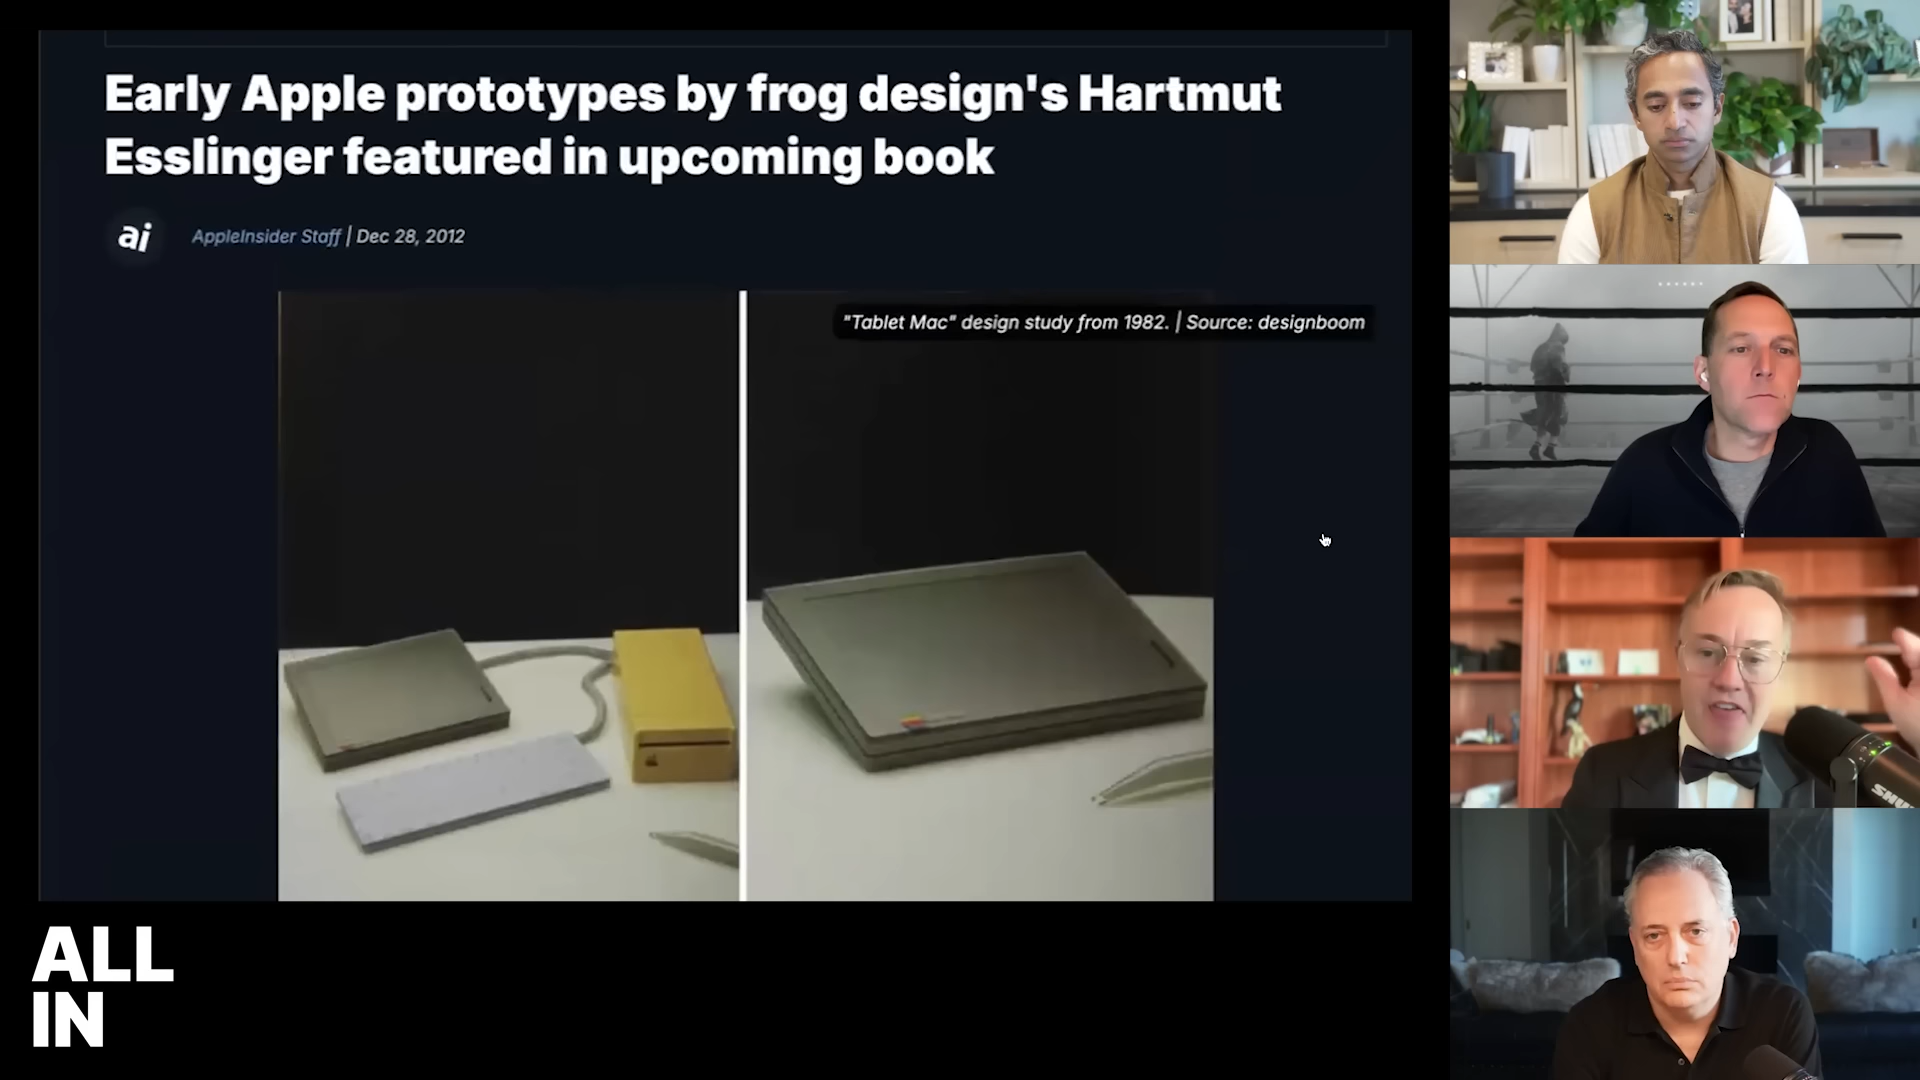 Early Apple prototypes by frog design's Hartmut
Esslinger featured in upcoming book
ai
AppleInsider Staff | Dec 28, 2012
"Tablet Mac" design study from 1982. | Source: designboom
ALL
IN